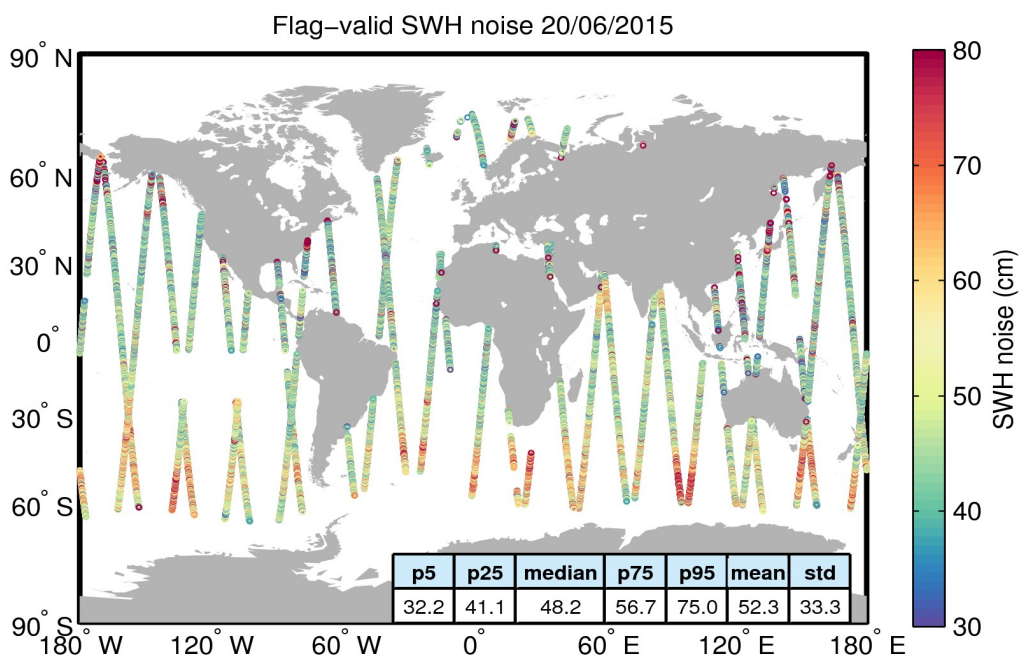 Flag−valid SWH noise 20/06/2015
90° N
60° N
30° N
0°
30° S
60° S
90° S
180° W
120° W
60° W
0°
60° E
120° E
180° E
p5 p25 median p75 p95 mean std
32.2 41.1 48.2 56.7 75.0 52.3 33.3
80
70
60
50
40
30
SWH noise (cm)